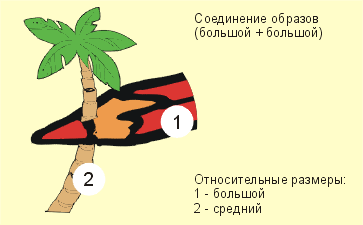 Соединение образов
(большой + большой)
1
2
Относительные размеры:
1 - большой
2 - средний